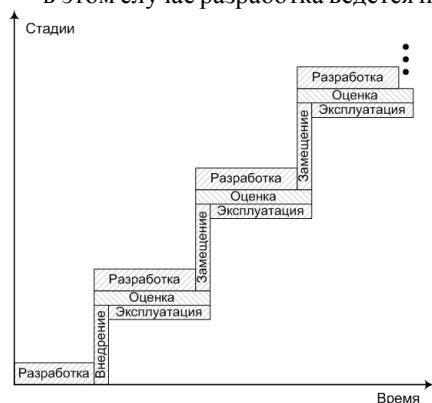 в этом случае разработка ведется
Стадии
Разработка
Оценка
Эксплуатация
Замещение
Разработка
Оценка
Эксплуатация
Замещение
Разработка
Оценка
Эксплуатация
Внедрение
Разработка
Время